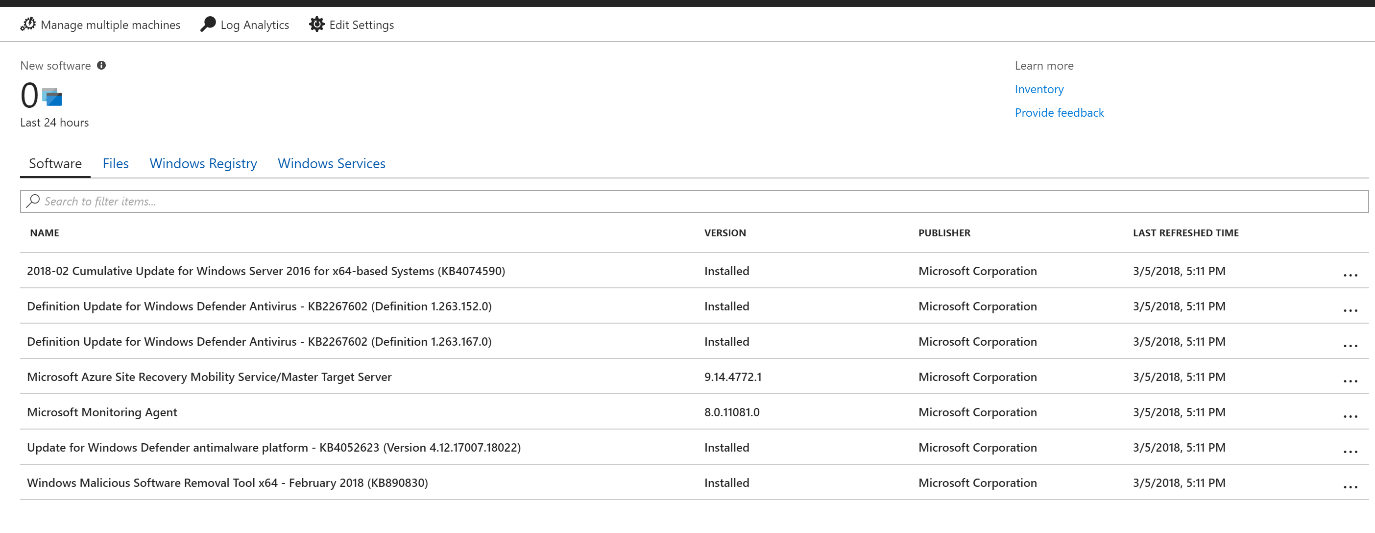 Manage multiple machines Log Analytics Edit Settings
New software Learn more
0 Inventory
Last 24 hours Provide feedback
Software Files Windows Registry Windows Services
Search to filter items...
NAME VERSION PUBLISHER LAST REFRESHED TIME
2018-02 Cumulative Update for Windows Server 2016 for x64-based Systems (KB4074590) Installed Microsoft Corporation 3/5/2018, 5:11 PM ...
Definition Update for Windows Defender Antivirus - KB2267602 (Definition 1.263.152.0) Installed Microsoft Corporation 3/5/2018, 5:11 PM ...
Definition Update for Windows Defender Antivirus - KB2267602 (Definition 1.263.167.0) Installed Microsoft Corporation 3/5/2018, 5:11 PM ...
Microsoft Azure Site Recovery Mobility Service/Master Target Server 9.14.4772.1 Microsoft Corporation 3/5/2018, 5:11 PM ...
Microsoft Monitoring Agent 8.0.11081.0 Microsoft Corporation 3/5/2018, 5:11 PM ...
Update for Windows Defender antimalware platform - KB4052623 (Version 4.12.17007.18022) Installed Microsoft Corporation 3/5/2018, 5:11 PM ...
Windows Malicious Software Removal Tool x64 - February 2018 (KB890830) Installed Microsoft Corporation 3/5/2018, 5:11 PM ...